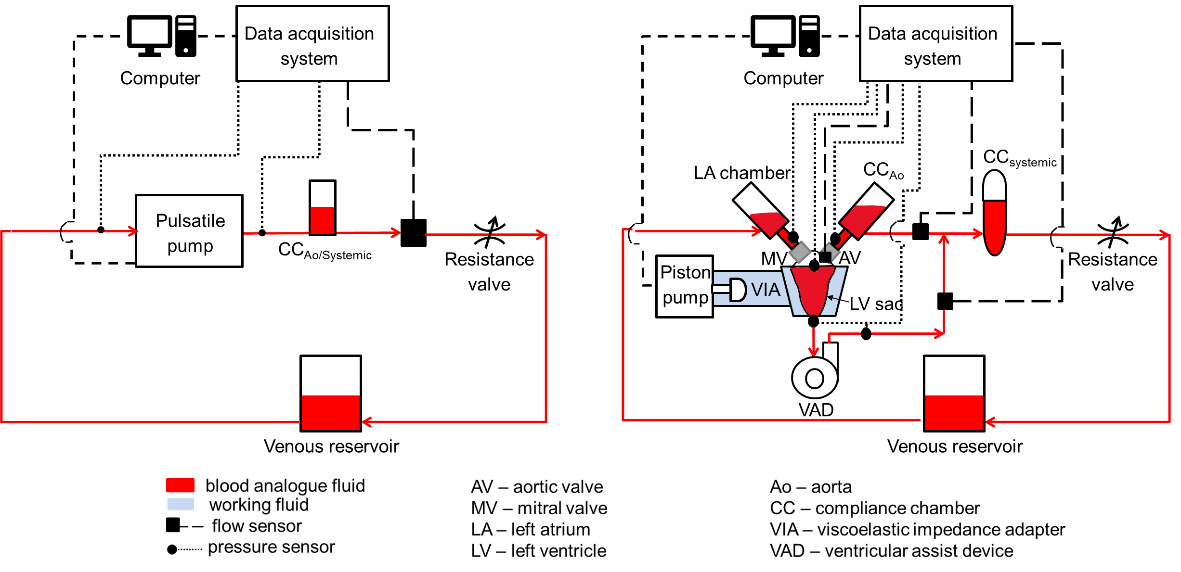 Data acquisition
system
Computer
Pulsatile
pump
CCAo/Systemic
Resistance
valve
Venous reservoir
Data acquisition
system
Computer
LA chamber
CCAo
CCsystemic
MV
AV
Piston
pump
VIA
LV sac
Resistance
valve
VAD
Venous reservoir
blood analogue fluid
working fluid
flow sensor
pressure sensor
AV – aortic valve
MV – mitral valve
LA – left atrium
LV – left ventricle
Ao – aorta
CC – compliance chamber
VIA – viscoelastic impedance adapter
VAD – ventricular assist device